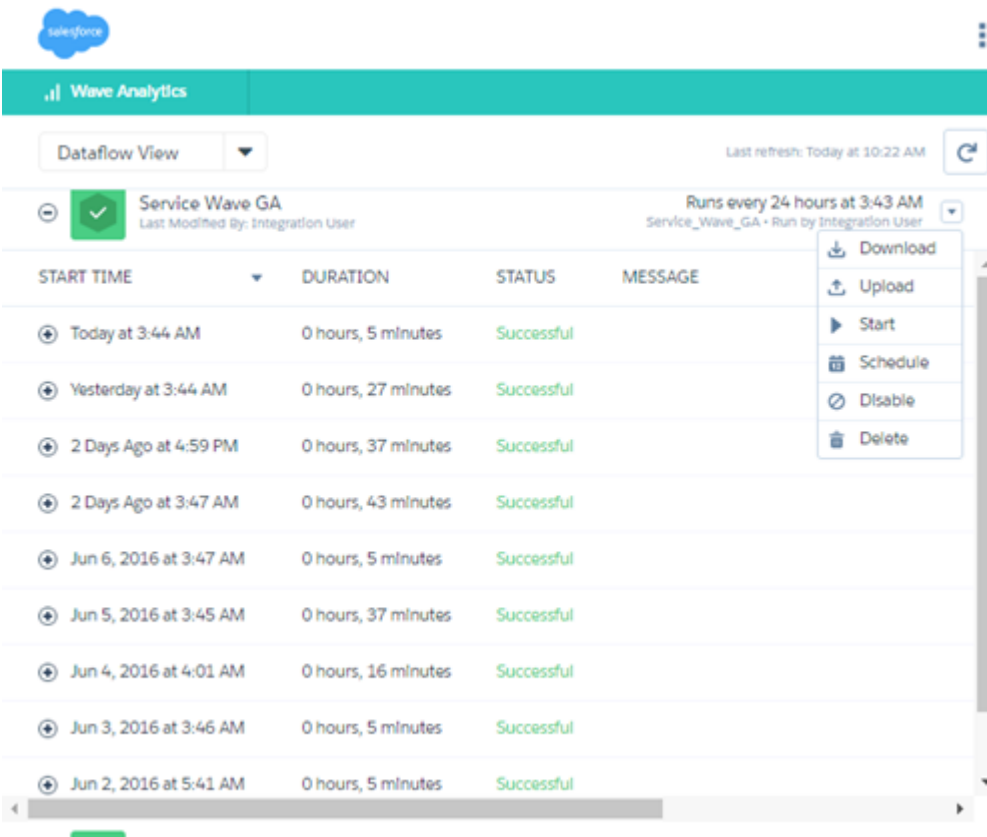 salesforce
Wave Analytics
Dataflow View
Last refresh: Today at 10:22 AM
Service Wave GA
Runs every 24 hours at 3:43 AM
Last Modified By: Integration User
Service_Wave_GA • Run by Integration User
Download
START TIME DURATION STATUS MESSAGE
Upload
Today at 3:44 AM 0 hours, 5 minutes Successful
Start
Schedule
Yesterday at 3:44 AM 0 hours, 27 minutes Successful
Disable
2 Days Ago at 4:59 PM 0 hours, 37 minutes Successful
Delete
2 Days Ago at 3:47 AM 0 hours, 43 minutes Successful
Jun 6, 2016 at 3:47 AM 0 hours, 5 minutes Successful
Jun 5, 2016 at 3:45 AM 0 hours, 37 minutes Successful
Jun 4, 2016 at 4:01 AM 0 hours, 16 minutes Successful
Jun 3, 2016 at 3:46 AM 0 hours, 5 minutes Successful
Jun 2, 2016 at 5:41 AM 0 hours, 5 minutes Successful